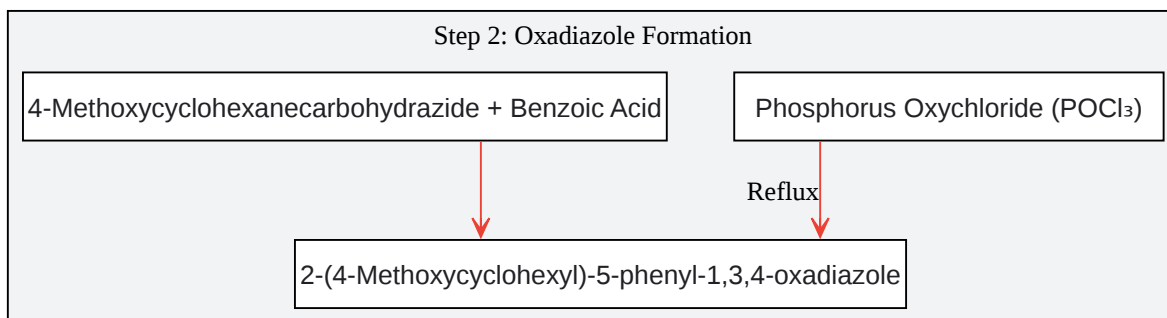 Step 2: Oxadiazole Formation
4-Methoxycyclohexanecarbohydrazide + Benzoic Acid
Phosphorus Oxychloride (POCl₃)
Reflux
2-(4-Methoxycyclohexyl)-5-phenyl-1,3,4-oxadiazole